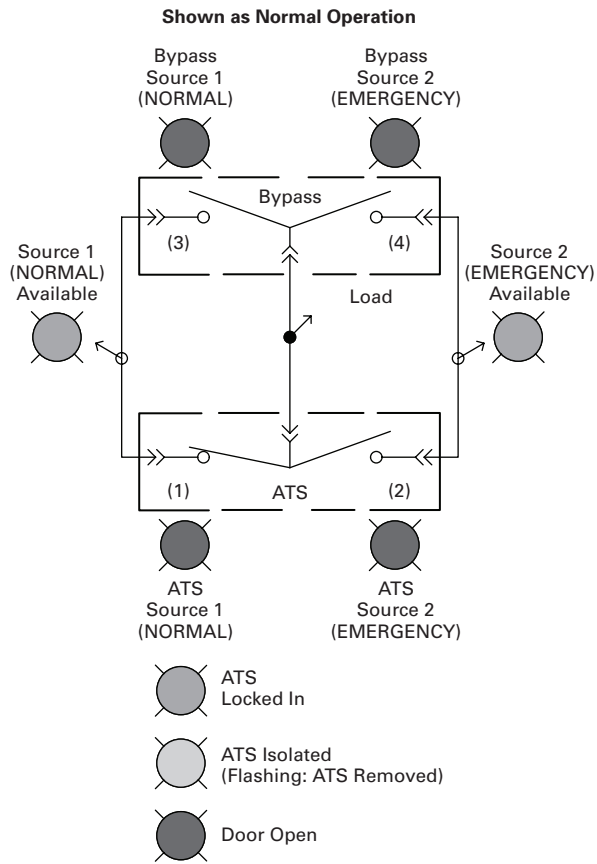 Shown as Normal Operation
Bypass
Source 1
(NORMAL)
Bypass
Source 2
(EMERGENCY)
Bypass
(3)
(4)
Source 1
(NORMAL)
Available
Source 2
(EMERGENCY)
Available
Load
(1)
ATS
(2)
ATS
Source 1
(NORMAL)
ATS
Source 2
(EMERGENCY)
ATS
Locked In
ATS Isolated
(Flashing: ATS Removed)
Door Open